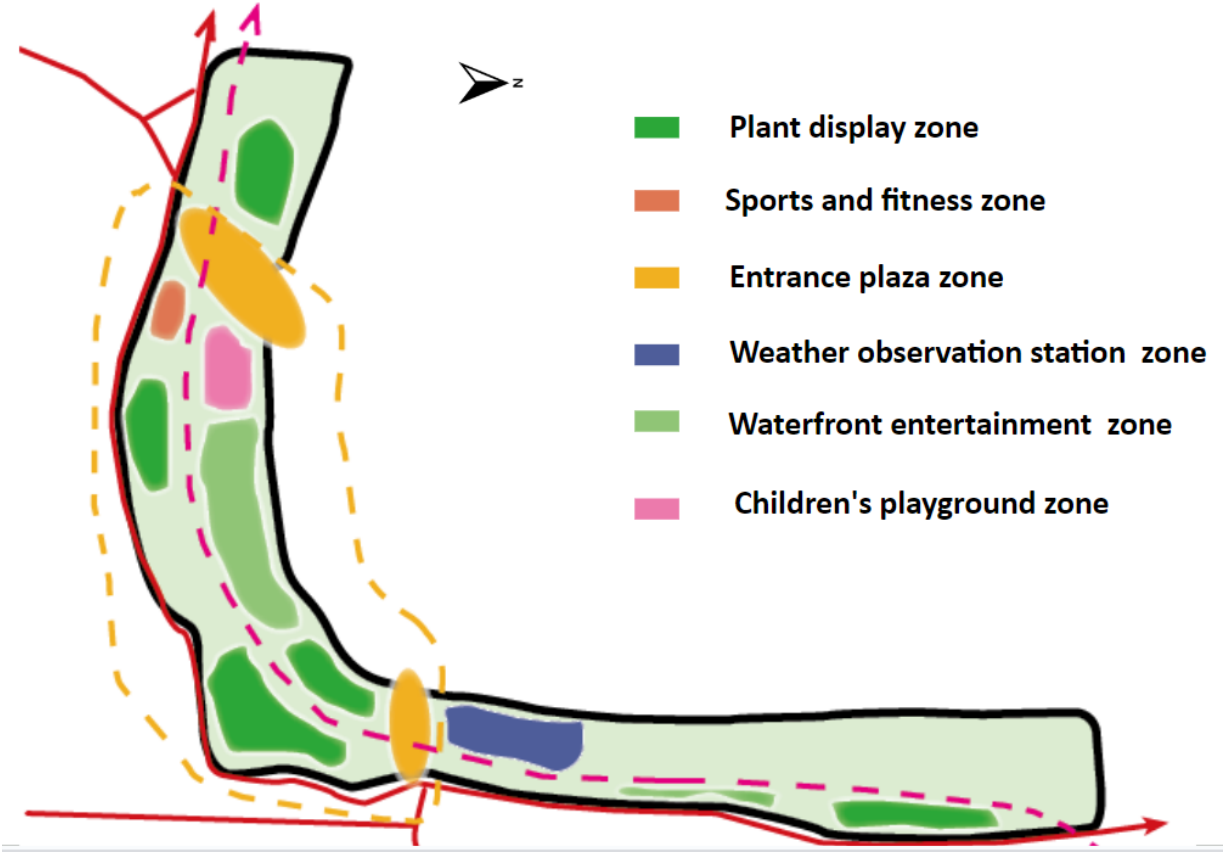 N
Plant display zone
Sports and fitness zone
Entrance plaza zone
Weather observation station zone
Waterfront entertainment zone
Children's playground zone